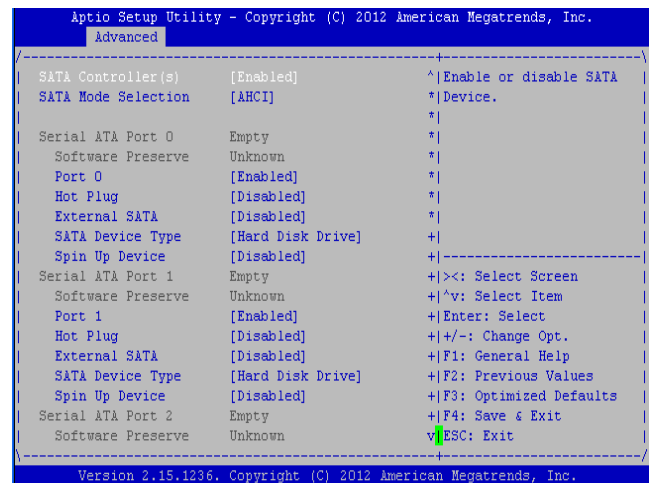 Aptio Setup Utility - Copyright (C) 2012 American Megatrends, Inc.
Advanced
/----------------------------------------------------+------------------------\
| SATA Controller(s) [Enabled] ^|Enable or disable SATA |
| SATA Mode Selection [AHCI] *|Device. |
| *| |
| Serial ATA Port 0 Empty *| |
| Software Preserve Unknown *| |
| Port 0 [Enabled] *| |
| Hot Plug [Disabled] *| |
| External SATA [Disabled] *| |
| SATA Device Type [Hard Disk Drive] +| |
| Spin Up Device [Disabled] +|------------------------|
| Serial ATA Port 1 Empty +|><: Select Screen |
| Software Preserve Unknown +|^v: Select Item |
| Port 1 [Enabled] +|Enter: Select |
| Hot Plug [Disabled] +|+/-: Change Opt. |
| External SATA [Disabled] +|F1: General Help |
| SATA Device Type [Hard Disk Drive] +|F2: Previous Values |
| Spin Up Device [Disabled] +|F3: Optimized Defaults |
| Serial ATA Port 2 Empty +|F4: Save & Exit |
| Software Preserve Unknown v|ESC: Exit |
\----------------------------------------------------+------------------------/
Version 2.15.1236. Copyright (C) 2012 American Megatrends, Inc.